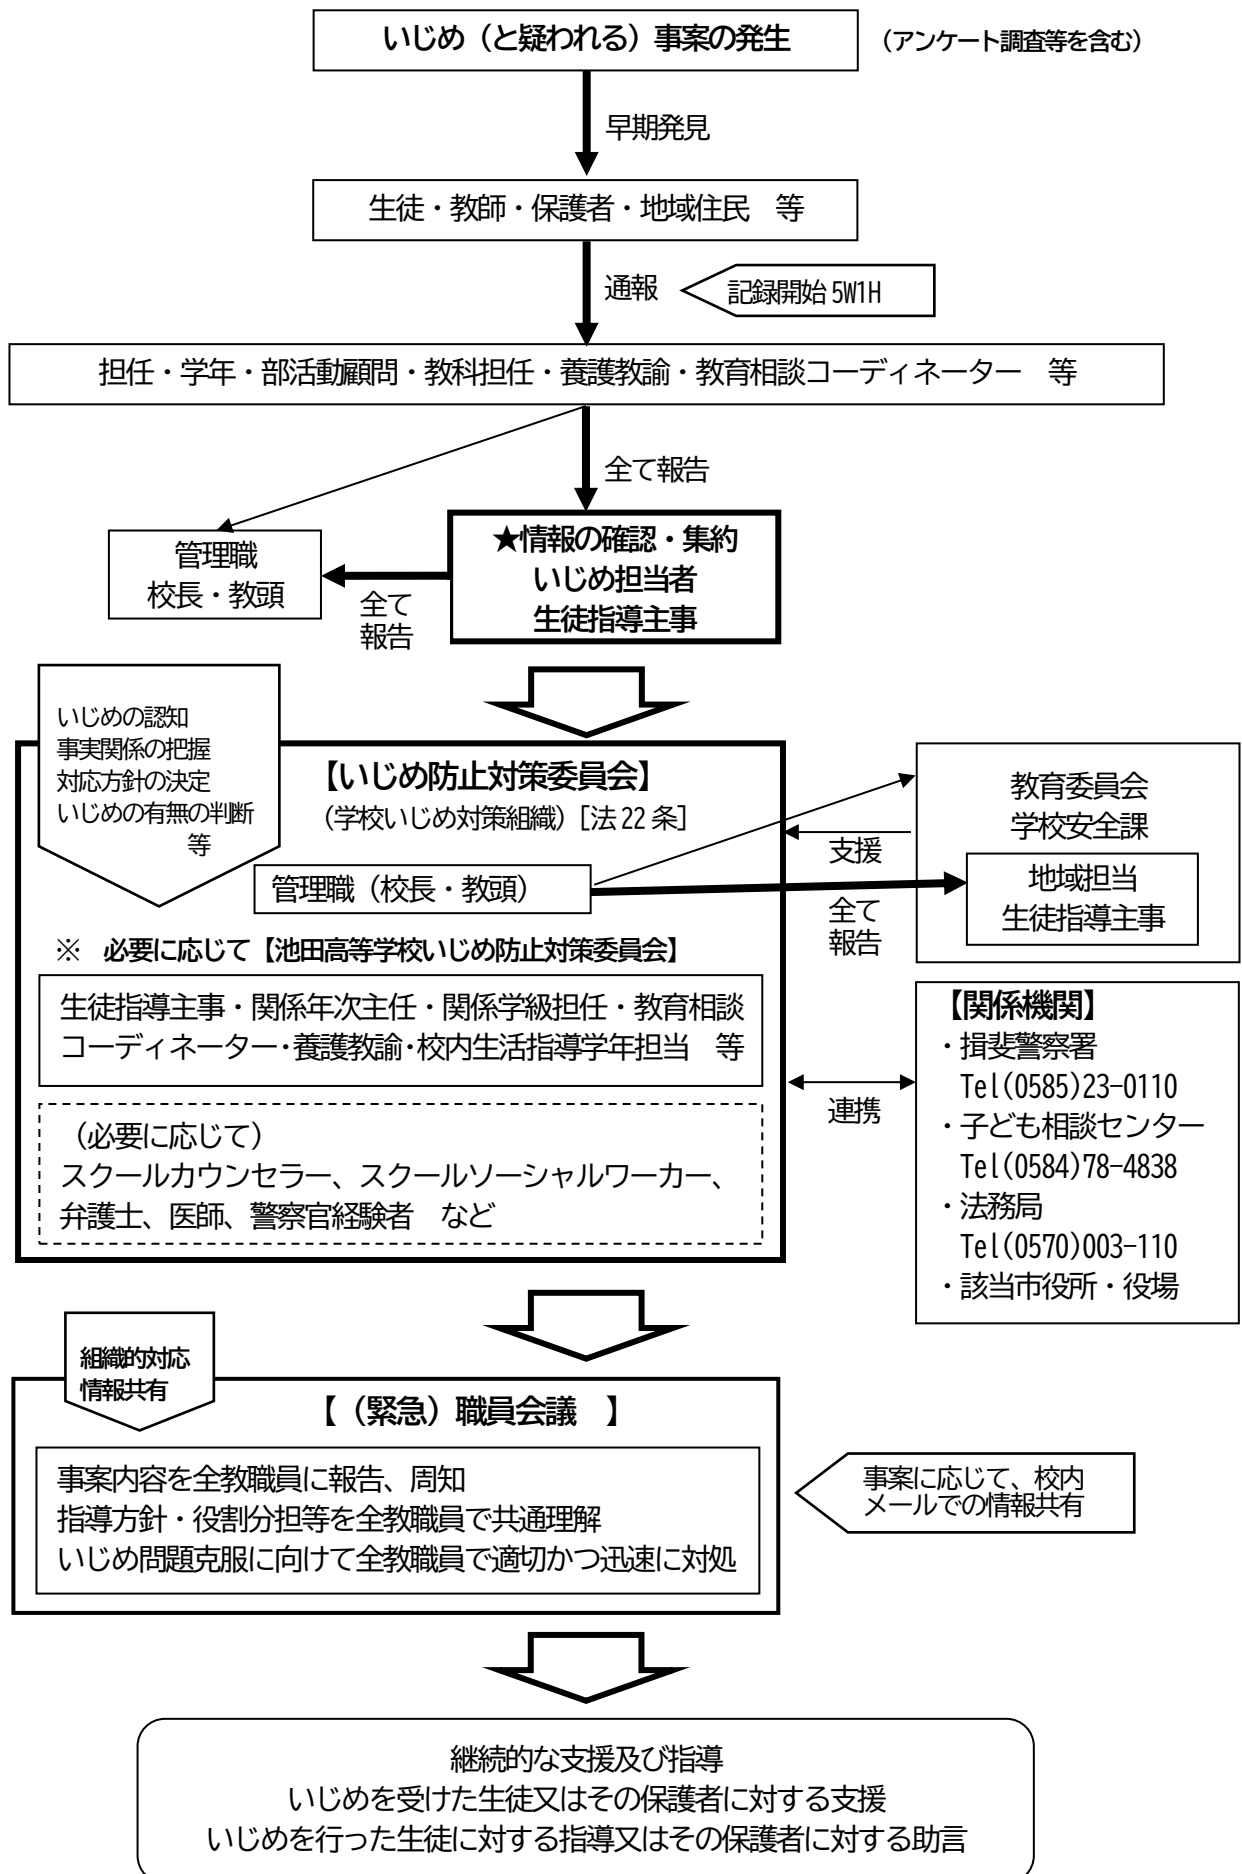 いじめ（と疑われる）事案の発生
（アンケート調査等を含む）
早期発見
生徒・教師・保護者・地域住民　等
通報
記録開始 5W1H
担任・学年・部活動顧問・教科担任・養護教諭・教育相談コーディネーター　等
全て報告
管理職
校長・教頭
★情報の確認・集約
いじめ担当者
生徒指導主事
全て
報告
いじめの認知
事実関係の把握
対応方針の決定
いじめの有無の判断
等
【いじめ防止対策委員会】
（学校いじめ対策組織）［法 22 条］
管理職（校長・教頭）
教育委員会
学校安全課
支援
地域担当
生徒指導主事
全て
報告
※　必要に応じて【池田高等学校いじめ防止対策委員会】
生徒指導主事・関係年次主任・関係学級担任・教育相談
コーディネーター・養護教諭・校内生活指導学年担当　等
（必要に応じて）
スクールカウンセラー、スクールソーシャルワーカー、
弁護士、医師、警察官経験者　など
連携
【関係機関】
・揖斐警察署
Tel(0585)23-0110
・子ども相談センター
Tel(0584)78-4838
・法務局
Tel(0570)003-110
・該当市役所・役場
組織的対応
情報共有
【（緊急）職員会議　】
事案内容を全教職員に報告、周知
指導方針・役割分担等を全教職員で共通理解
いじめ問題克服に向けて全教職員で適切かつ迅速に対処
事案に応じて、校内
メールでの情報共有
継続的な支援及び指導
いじめを受けた生徒又はその保護者に対する支援
いじめを行った生徒に対する指導又はその保護者に対する助言